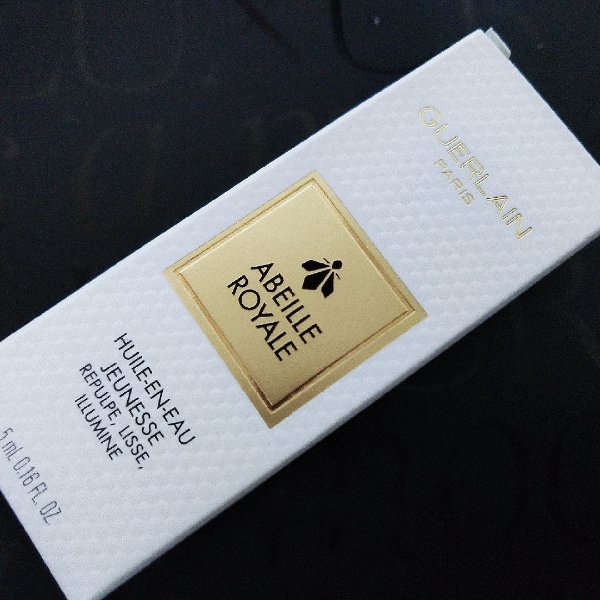 GUERLAIN
PARIS
ABEILLE
ROYALE
HUILE-EN-EAU
JEUNESSE
REPULPE, LISSE,
ILLUMINE
5 mL 0.16 FL. OZ.